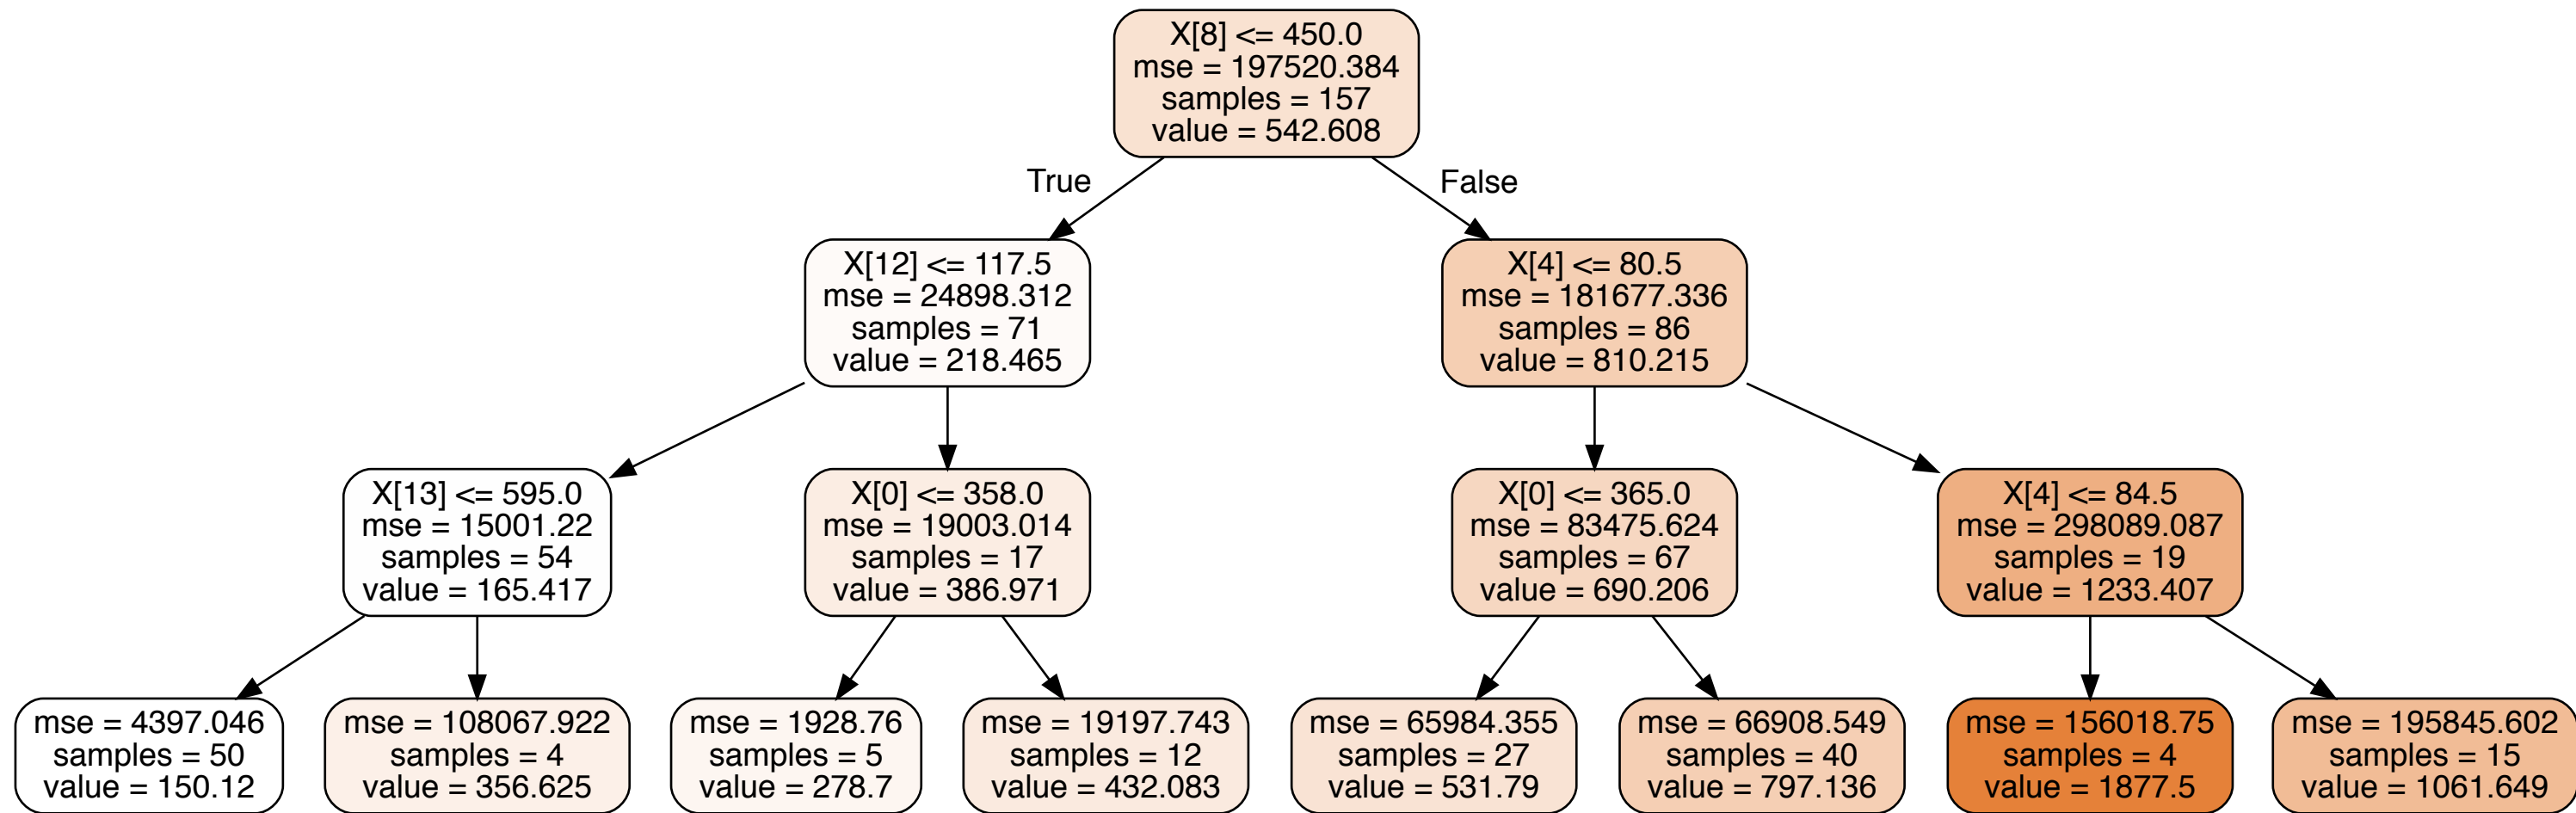 X[8] <= 450.0
mse = 197520.384
samples = 157
value = 542.608
True
False
X[12] <= 117.5
mse = 24898.312
samples = 71
value = 218.465
X[4] <= 80.5
mse = 181677.336
samples = 86
value = 810.215
X[13] <= 595.0
mse = 15001.22
samples = 54
value = 165.417
X[0] <= 358.0
mse = 19003.014
samples = 17
value = 386.971
X[0] <= 365.0
mse = 83475.624
samples = 67
value = 690.206
X[4] <= 84.5
mse = 298089.087
samples = 19
value = 1233.407
mse = 4397.046
samples = 50
value = 150.12
mse = 108067.922
samples = 4
value = 356.625
mse = 1928.76
samples = 5
value = 278.7
mse = 19197.743
samples = 12
value = 432.083
mse = 65984.355
samples = 27
value = 531.79
mse = 66908.549
samples = 40
value = 797.136
mse = 156018.75
samples = 4
value = 1877.5
mse = 195845.602
samples = 15
value = 1061.649